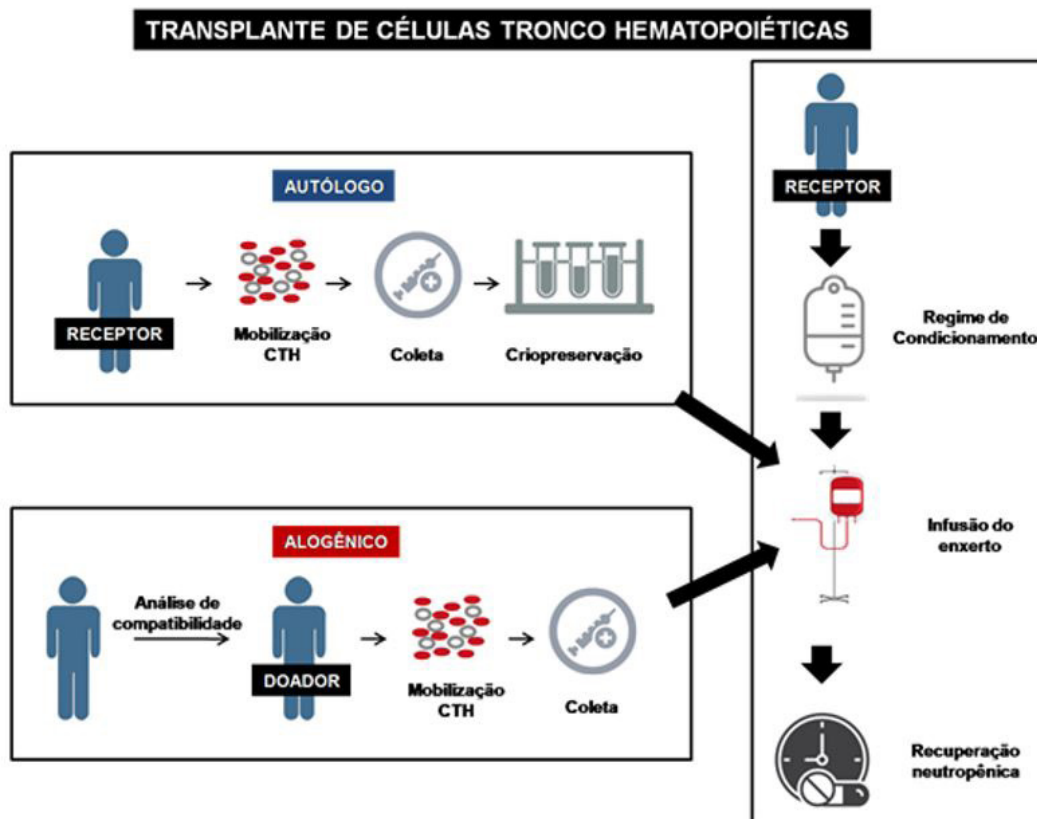 TRANSPLANTE DE CÉLULAS TRONCO HEMATOPOIÉTICAS
AUTÓLOGO
RECEPTOR
Mobilização
CTH
Coleta
Criopreservação
ALOGÊNICO
Análise de
compatibilidade
DOADOR
Mobilização
CTH
Coleta
RECEPTOR
Regime de
Condicionamento
Infusão do
enxerto
Recuperação
neutropênica